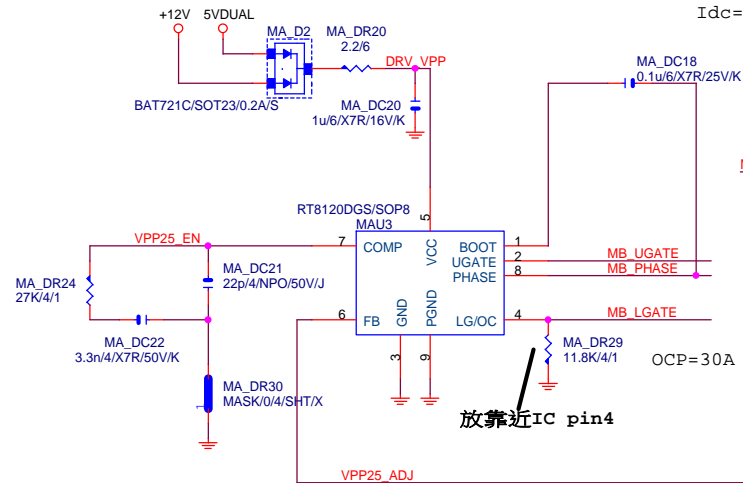 Idc=
+12V
5VDUAL
MA_D2
MA_DR20
2.2/6
DRV_VPP
MA_DC18
0.1u/6/X7R/25V/K
BAT721C/SOT23/0.2A/S
MA_DC20
1u/6/X7R/16V/K
RT8120DGS/SOP8
MAU3
5
VPP25_EN
7
COMP
VCC
BOOT
1
UGATE
2
MB_UGATE
PHASE
8
MB_PHASE
MA_DR24
27K/4/1
MA_DC21
22p/4/NPO/50V/J
6
FB
GND
PGND
LG/OC
4
MB_LGATE
MA_DC22
3.3n/4/X7R/50V/K
3
9
MA_DR29
11.8K/4/1
OCP=30A
MA_DR30
MASK/0/4/SHT/X
1
放靠近IC pin4
VPP25_ADJ